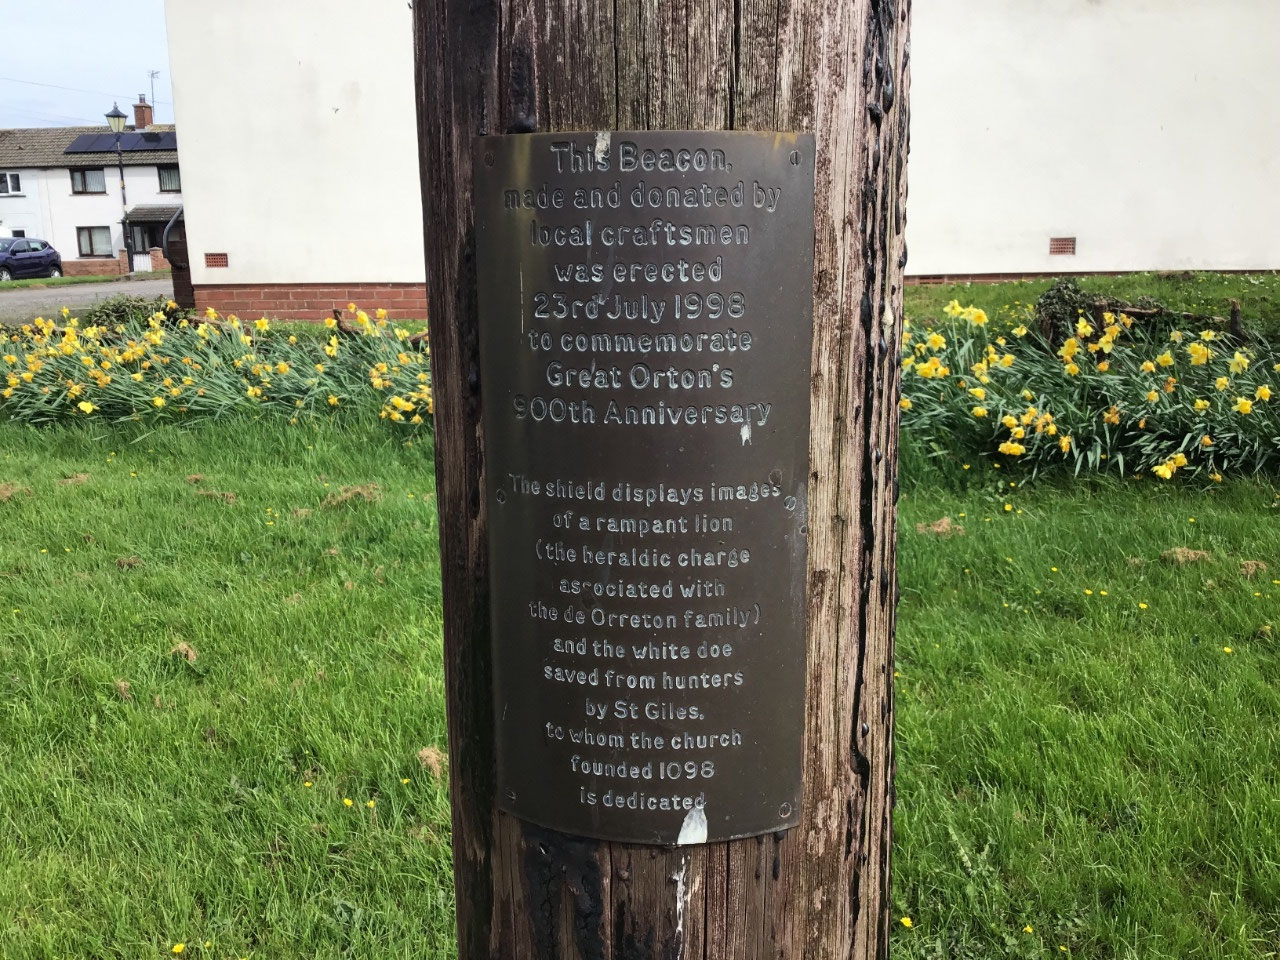 This Beacon,
made and donated by
local craftsmen
was erected
23rd July 1998
to commemorate
Great Orton's
900th Anniversary
The shield displays images
of a rampant lion
(the heraldic charge
associated with
the de Orreton family)
and the white doe
saved from hunters
by St Giles,
to whom the church
founded 1098
is dedicated